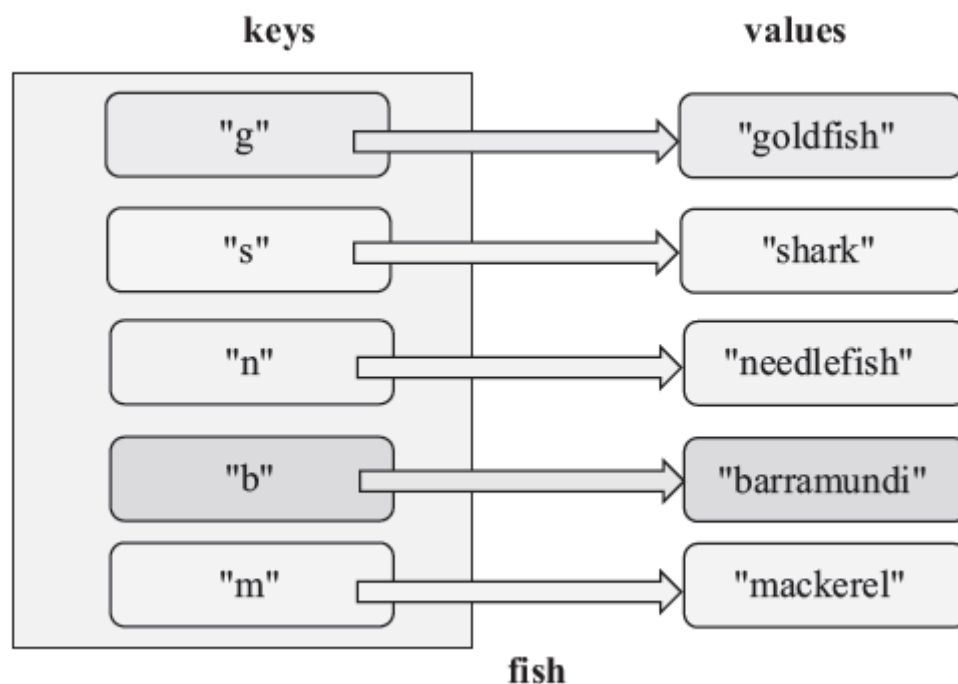 keys values
"g" "goldfish"
"s" "shark"
"n" "needlefish"
"b" "barramundi"
"m" "mackerel"
fish